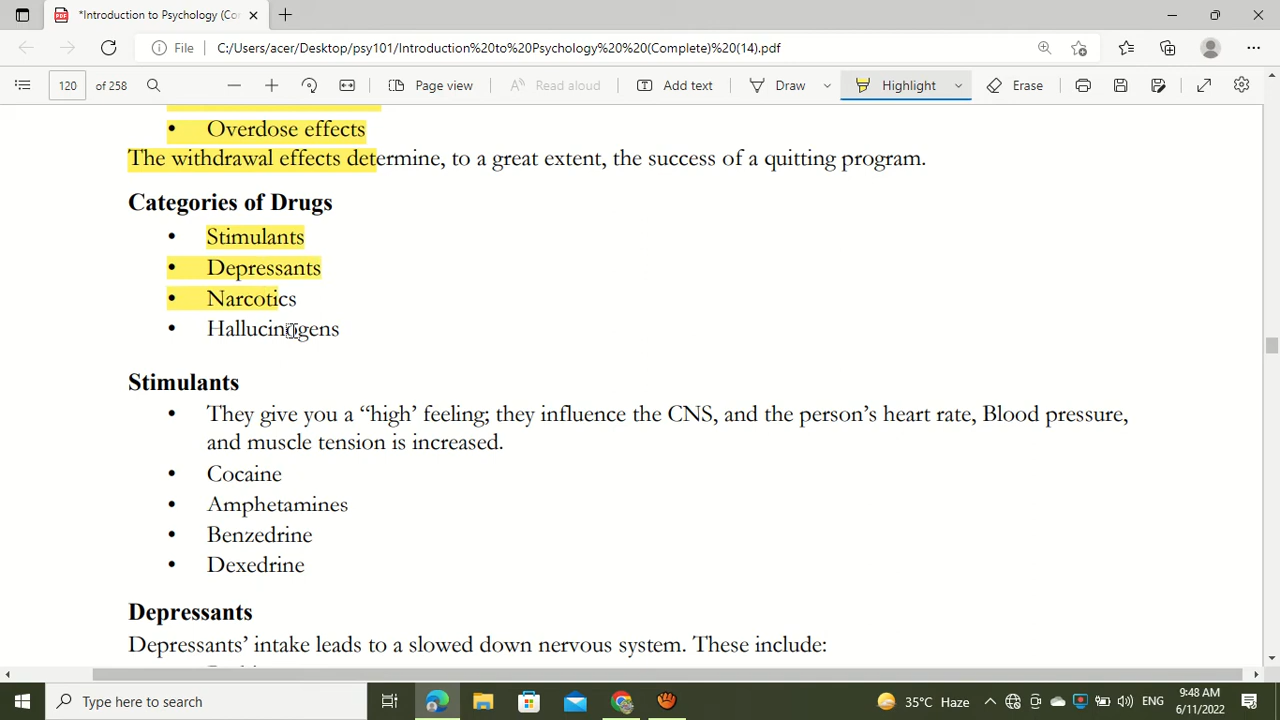 *Introduction to Psychology (Co
File
C:/Users/acer/Desktop/psy101/Introduction%20to%20Psychology%20%20(Complete)%20(14).pdf
120 of 258
Page view
Read aloud
Add text
Draw
Highlight
Erase
• Overdose effects
The withdrawal effects determine, to a great extent, the success of a quitting program.
Categories of Drugs
• Stimulants
• Depressants
• Narcotics
• Hallucinogens
Stimulants
• They give you a “high’ feeling; they influence the CNS, and the person’s heart rate, Blood pressure,
and muscle tension is increased.
• Cocaine
• Amphetamines
• Benzedrine
• Dexedrine
Depressants
Depressants’ intake leads to a slowed down nervous system. These include:
Type here to search
35°C Haze
ENG
9:48 AM
6/11/2022